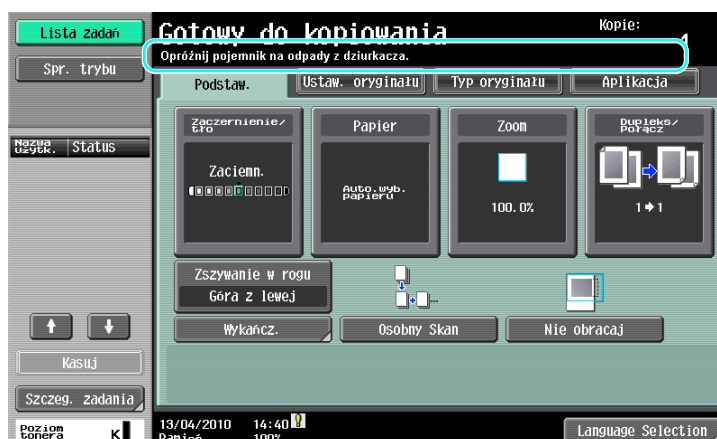 Lista zadań
Spr. trybu
Nazwa użytk.
Status
Kasuj
Szczeg. zadania
Poziom tonera
K
Gotowy do kopiowania
Kopie:
Opróżnij pojemnik na odpady z dziurkacza.
Podstaw.
Ustaw. oryginału
Typ oryginału
Aplikacja
Zaczernienie/
tło
Zaciemn.
Papier
Auto.wyb.
papieru
Zoom
100.0%
Dupleks/
Połącz
1➔1
Zszywanie w rogu
Góra z lewej
Wykańcz.
Osobny Skan
Nie obracaj
13/04/2010 14:40
Pamięć 100%
Language Selection